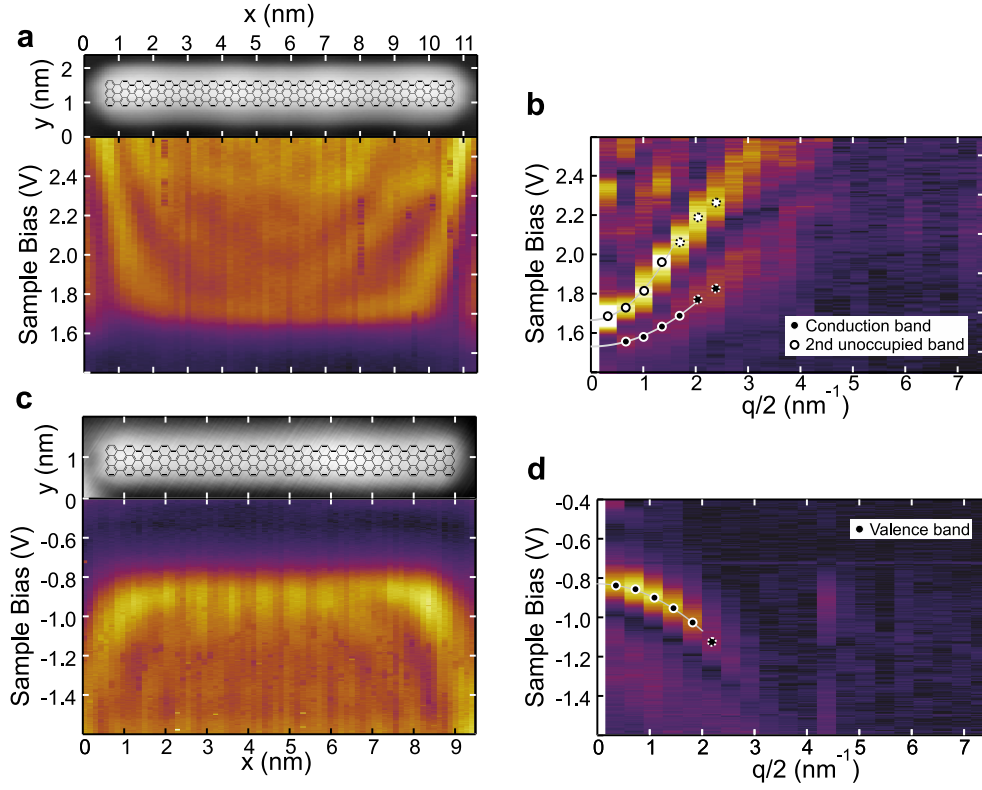 x (nm)
a
0 1 2 3 4 5 6 7 8 9 10 11
y (nm)
2
1
0
Sample Bias (V)
2.4
2.2
2.0
1.8
1.6
b
Sample Bias (V)
2.4
2.2
2.0
1.8
1.6
Conduction band
2nd unoccupied band
0 1 2 3 4 5 6 7
q/2 (nm⁻¹)
c
y (nm)
1
0
Sample Bias (V)
-0.6
-0.8
-1.0
-1.2
-1.4
0 1 2 3 4 5 6 7 8 9
x (nm)
d
Sample Bias (V)
-0.4
-0.6
-0.8
-1.0
-1.2
-1.4
Valence band
0 1 2 3 4 5 6 7
q/2 (nm⁻¹)